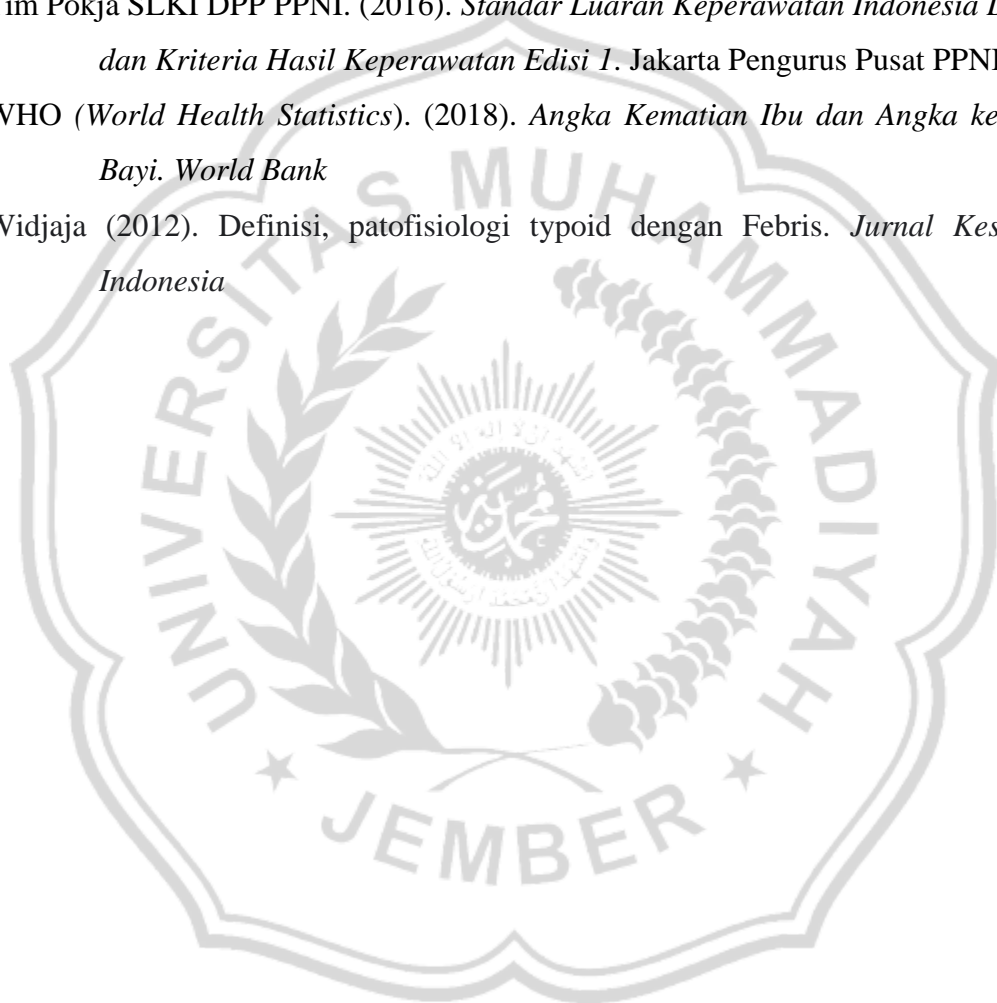 im Pokja SLKI DPP PPNI. (2016). Standar Luaran Keperawatan Indonesia
dan Kriteria Hasil Keperawatan Edisi 1. Jakarta Pengurus Pusat PPNI
WHO (World Health Statistics). (2018). Angka Kematian Ibu dan Angka ke
Bayi. World Bank
Widjaja (2012). Definisi, patofisiologi typoid dengan Febris. Jurnal Kes
Indonesia
UNIVERSITAS MUHAMMADIYAH
JEMBER